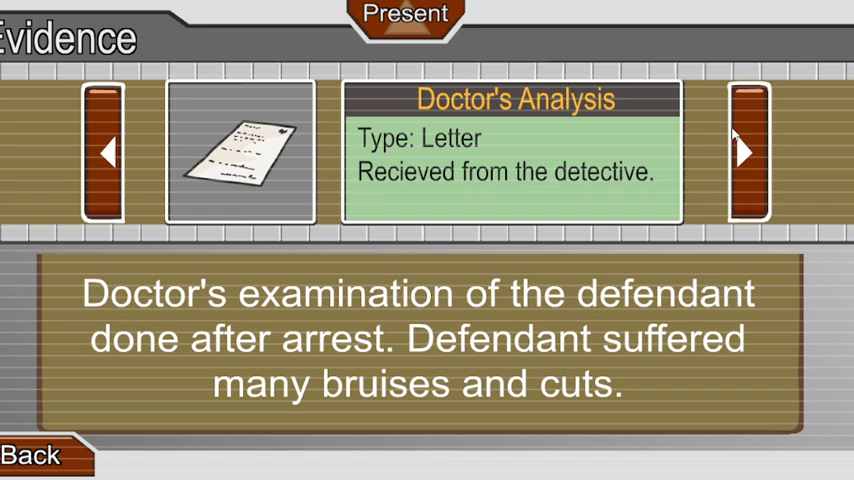 Present
Evidence
Doctor's Analysis
Type: Letter
Recieved from the detective.
Doctor's examination of the defendant
done after arrest. Defendant suffered
many bruises and cuts.
Back